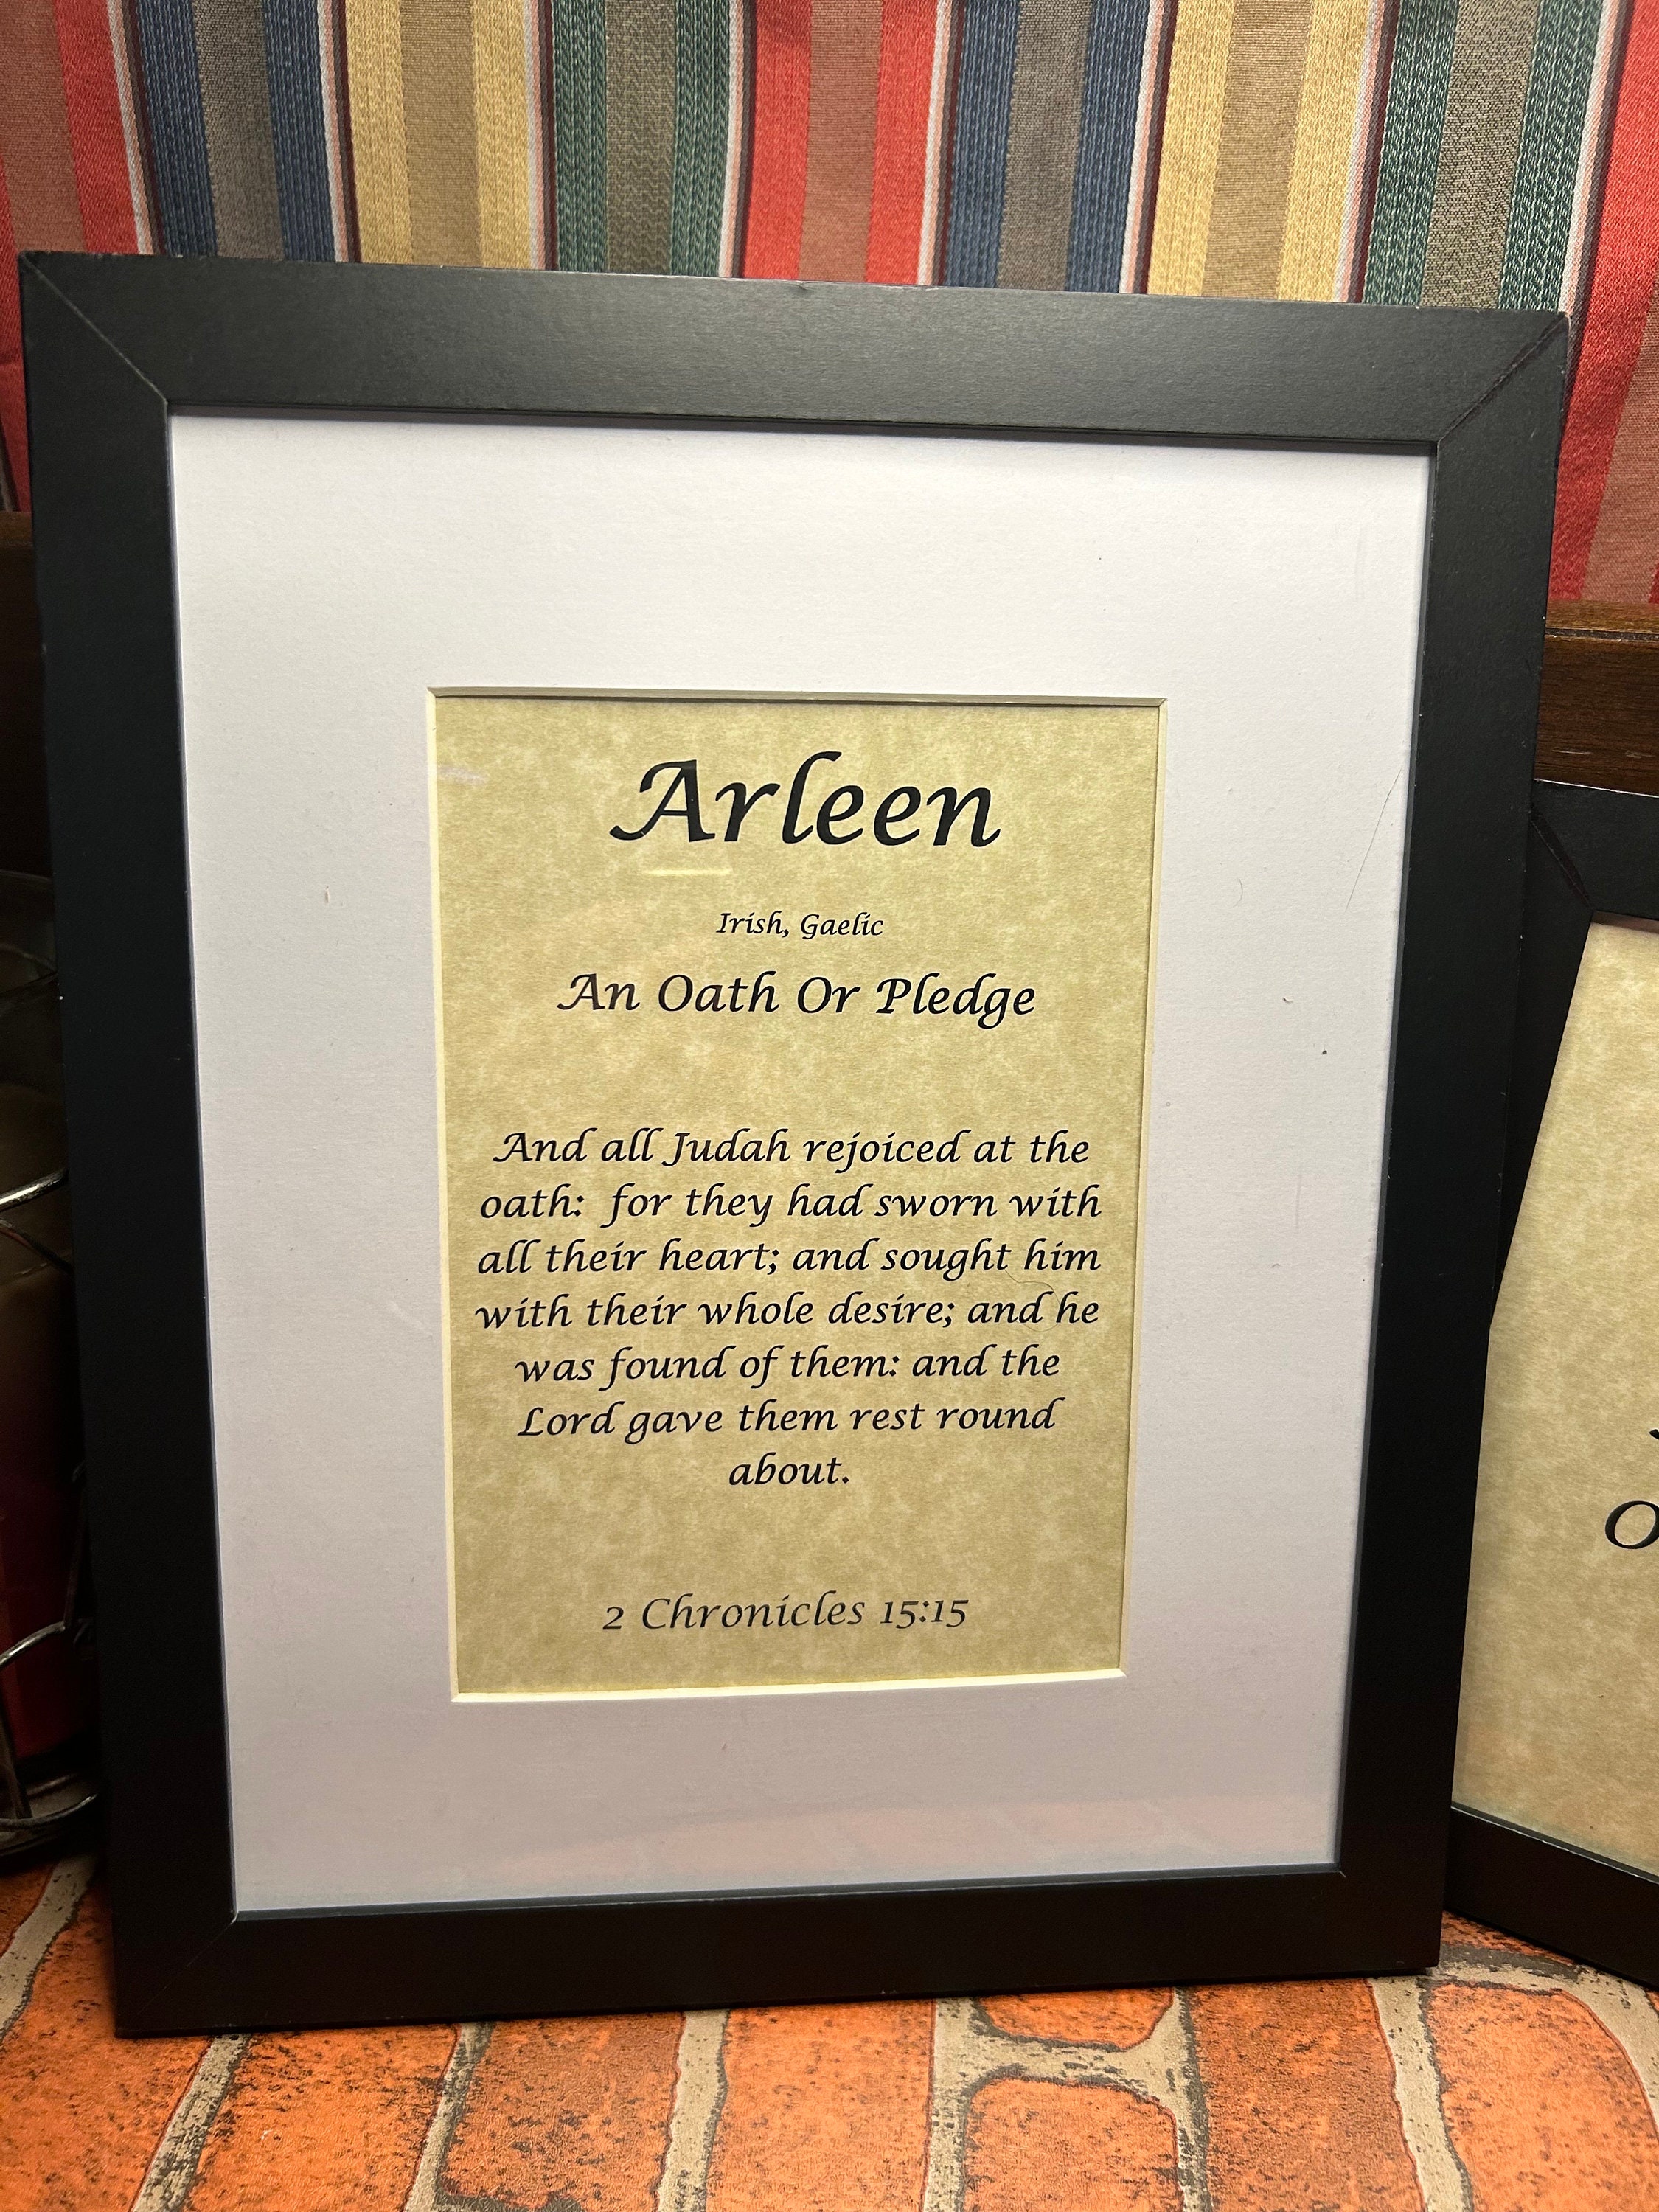 Arleen
Irish, Gaelic
An Oath Or Pledge
And all Judah rejoiced at the
oath:  for they had sworn with
all their heart; and sought him
with their whole desire; and he
was found of them: and the
Lord gave them rest round
about.
2 Chronicles 15:15